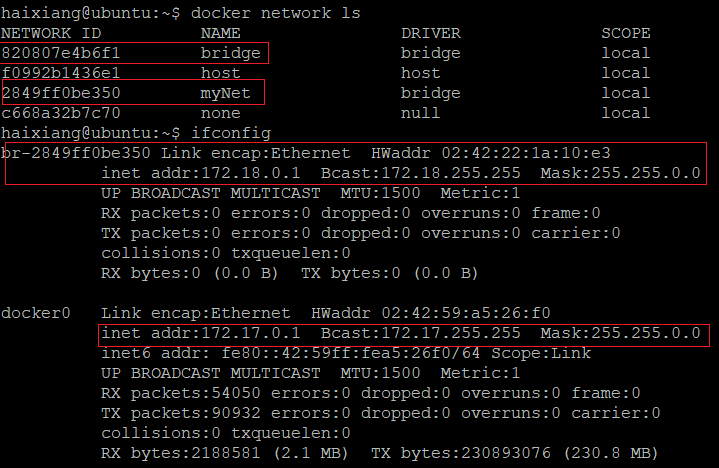 haixiang@ubuntu:~$ docker network ls
NETWORK ID          NAME                DRIVER              SCOPE
820807e4b6f1        bridge              bridge              local
f0992b1436e1        host                host                local
2849ff0be350        myNet               bridge              local
c668a32b7c70        none                null                local
haixiang@ubuntu:~$ ifconfig
br-2849ff0be350 Link encap:Ethernet  HWaddr 02:42:22:1a:10:e3
          inet addr:172.18.0.1  Bcast:172.18.255.255  Mask:255.255.0.0
          UP BROADCAST MULTICAST  MTU:1500  Metric:1
          RX packets:0 errors:0 dropped:0 overruns:0 frame:0
          TX packets:0 errors:0 dropped:0 overruns:0 carrier:0
          collisions:0 txqueuelen:0
          RX bytes:0 (0.0 B)  TX bytes:0 (0.0 B)
docker0   Link encap:Ethernet  HWaddr 02:42:59:a5:26:f0
          inet addr:172.17.0.1  Bcast:172.17.255.255  Mask:255.255.0.0
          inet6 addr: fe80::42:59ff:fea5:26f0/64 Scope:Link
          UP BROADCAST MULTICAST  MTU:1500  Metric:1
          RX packets:54050 errors:0 dropped:0 overruns:0 frame:0
          TX packets:90932 errors:0 dropped:0 overruns:0 carrier:0
          collisions:0 txqueuelen:0
          RX bytes:2188581 (2.1 MB)  TX bytes:230893076 (230.8 MB)